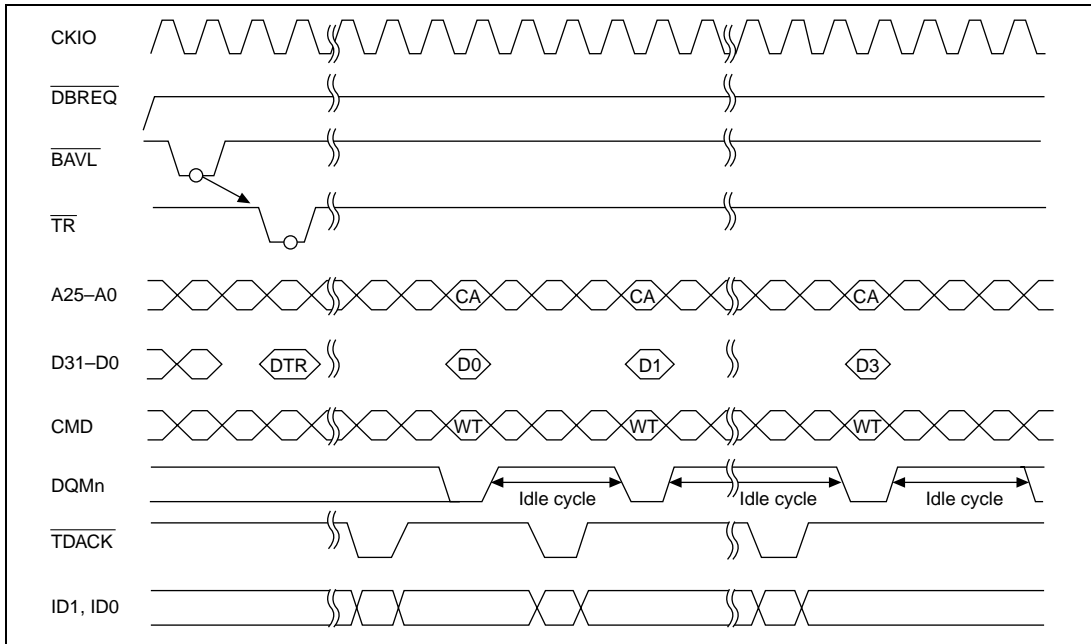 CKIO
DBREQ
BAVL
TR
A25–A0 CA CA CA
D31–D0 DTR D0 D1 D3
CMD WT WT WT
DQMn Idle cycle Idle cycle Idle cycle
TDACK
ID1, ID0